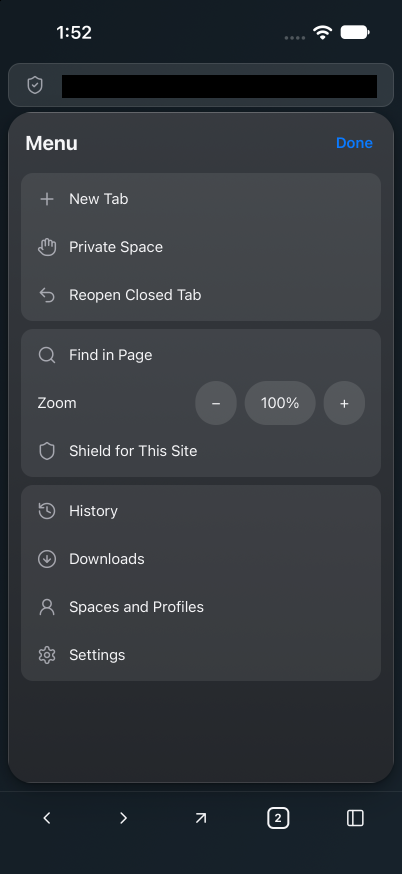 1:52
Menu
Done
New Tab
Private Space
Reopen Closed Tab
Find in Page
Zoom
−
100%
+
Shield for This Site
History
Downloads
Spaces and Profiles
Settings
2